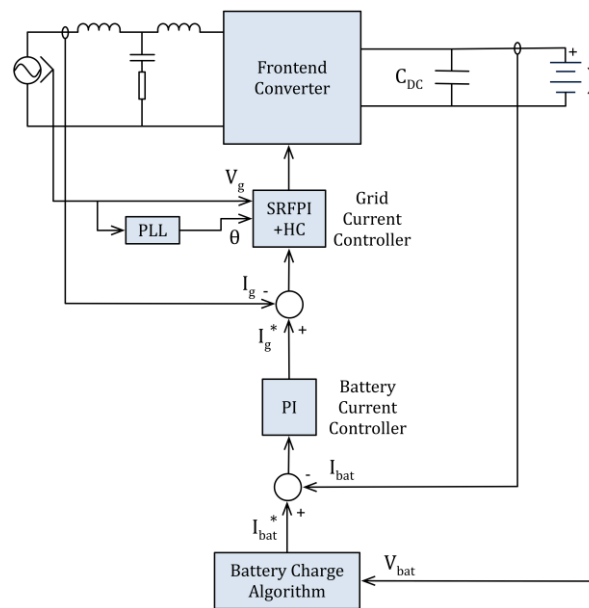 Frontend
Converter
C_DC
+
V_g
SRFPI
+HC
Grid
Current
Controller
PLL
θ
I_g
-
I_g*
+
PI
Battery
Current
Controller
-
I_bat
+
I_bat*
Battery Charge
Algorithm
V_bat